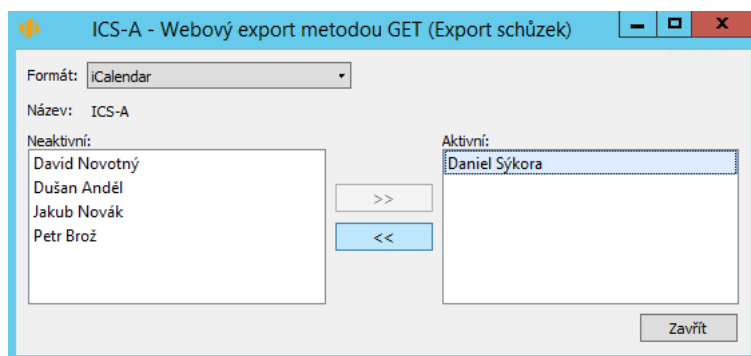 ICS-A - Webový export metodou GET (Export schůzek)
Formát: iCalendar
Název: ICS-A
Neaktivní:
David Novotný
Dušan Anděl
Jakub Novák
Petr Brož
>>
<<
Aktivní:
Daniel Sýkora
Zavřít